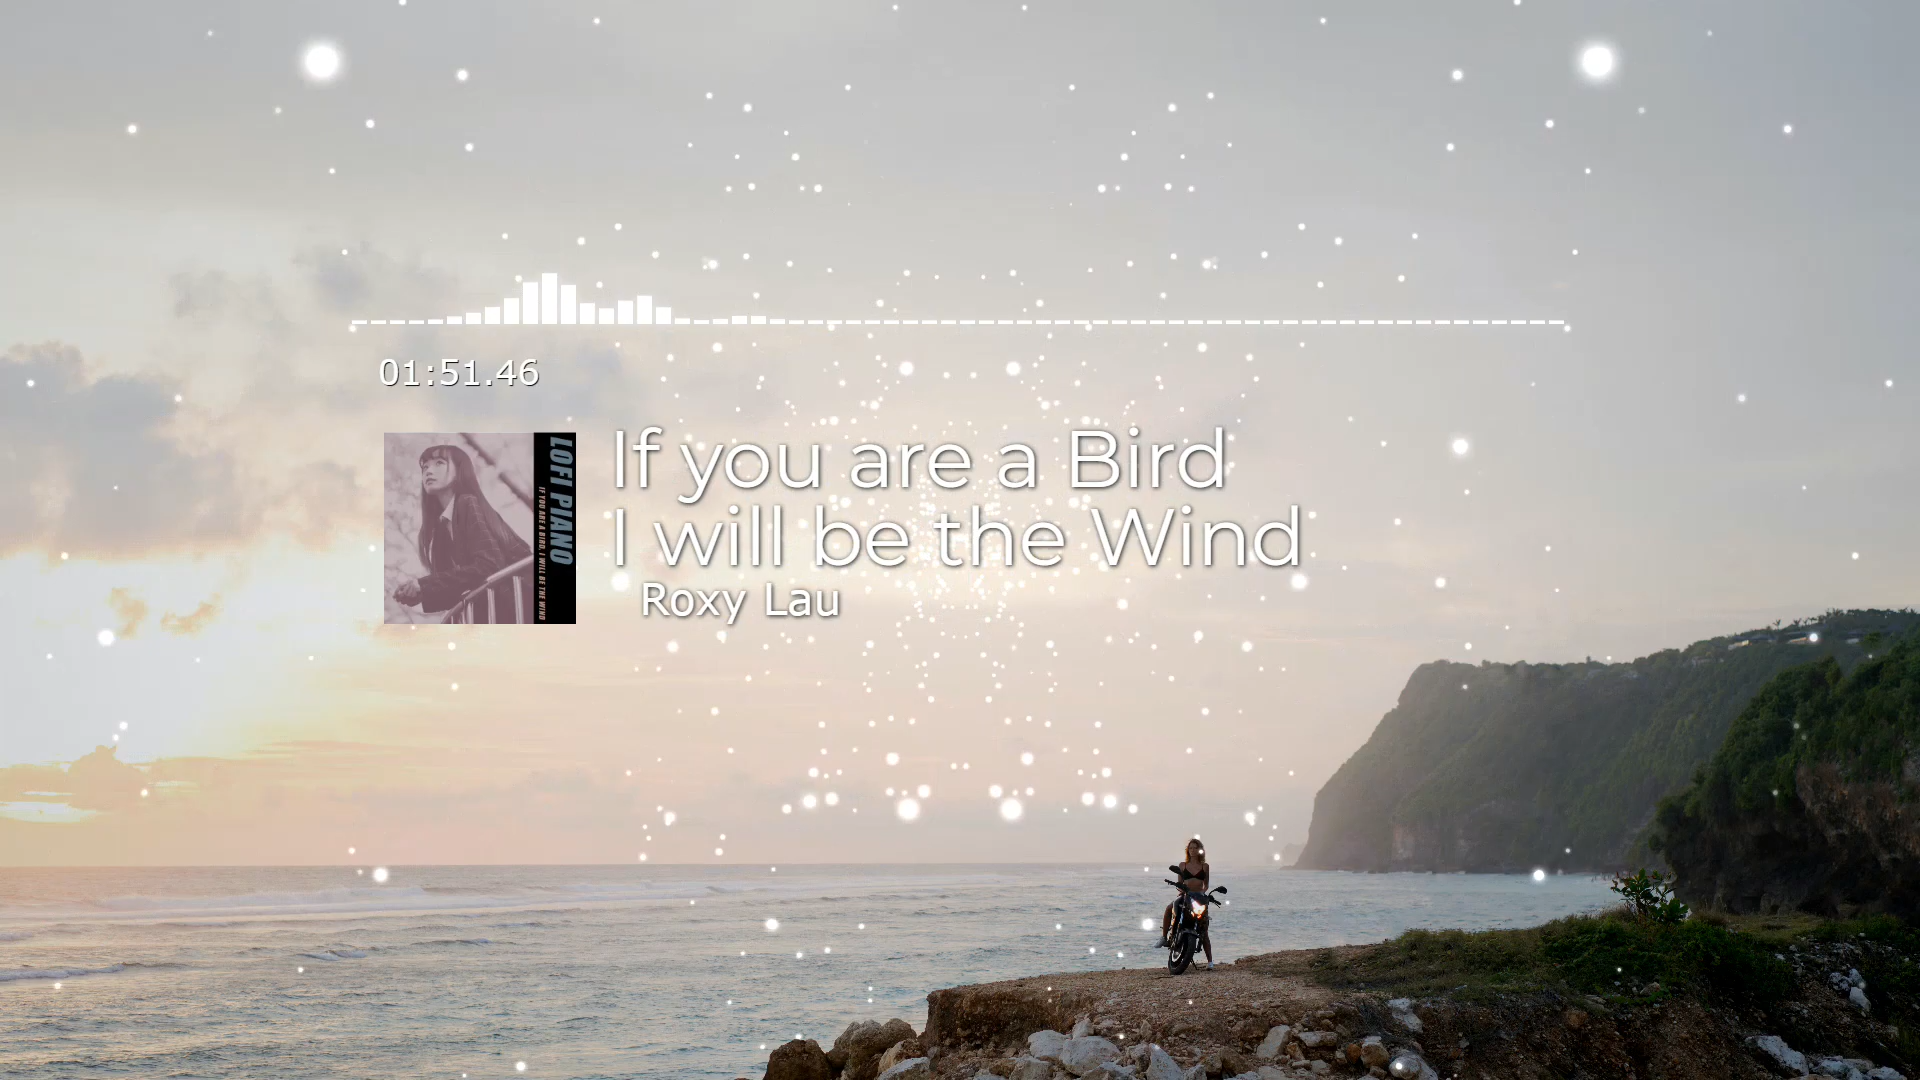 01:51.46
If you are a Bird
I will be the Wind
Roxy Lau
LOFI PIANO
IF YOU ARE A BIRD, I WILL BE THE WIND